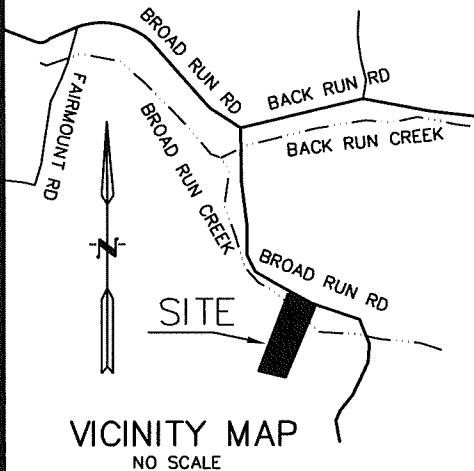 BROAD RUN RD
BACK RUN RD
FAIRMOUNT RD
BROAD RUN CREEK
BACK RUN CREEK
N
BROAD RUN RD
SITE
VICINITY MAP
NO SCALE